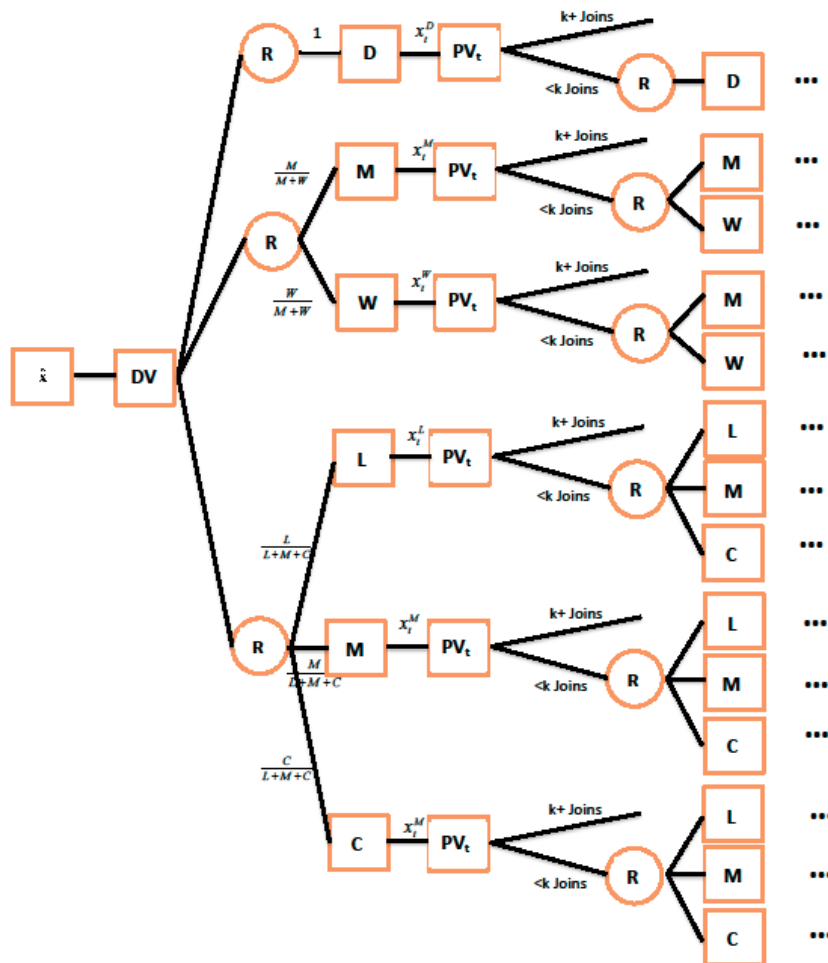 R 1 D x_t^D PV_t k+ Joins
<k Joins R D ...
M/(M+W) M x_t^M PV_t k+ Joins
<k Joins R M ...
W ...
R
W/(M+W) W x_t^W PV_t k+ Joins
<k Joins R M ...
W ...
x̂ DV
L/(L+M+C) L x_t^L PV_t k+ Joins
<k Joins R L ...
M ...
C ...
R
M/(L+M+C) M x_t^M PV_t k+ Joins
<k Joins R L ...
M ...
C ...
C/(L+M+C) C x_t^M PV_t k+ Joins
<k Joins R L ...
M ...
C ...